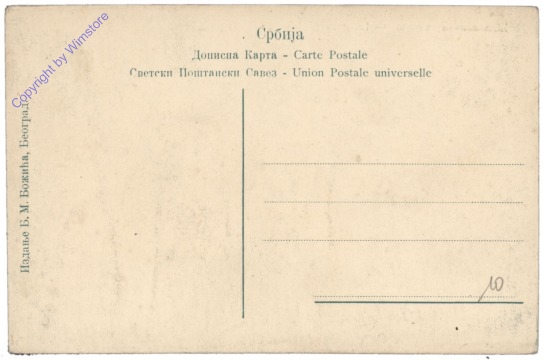 Србија
Дописна Карта - Carte Postale
Светски Поштански Савез - Union Postale universelle
Издање Б. М. Божића, Београд
Copyright by Wimstore
10